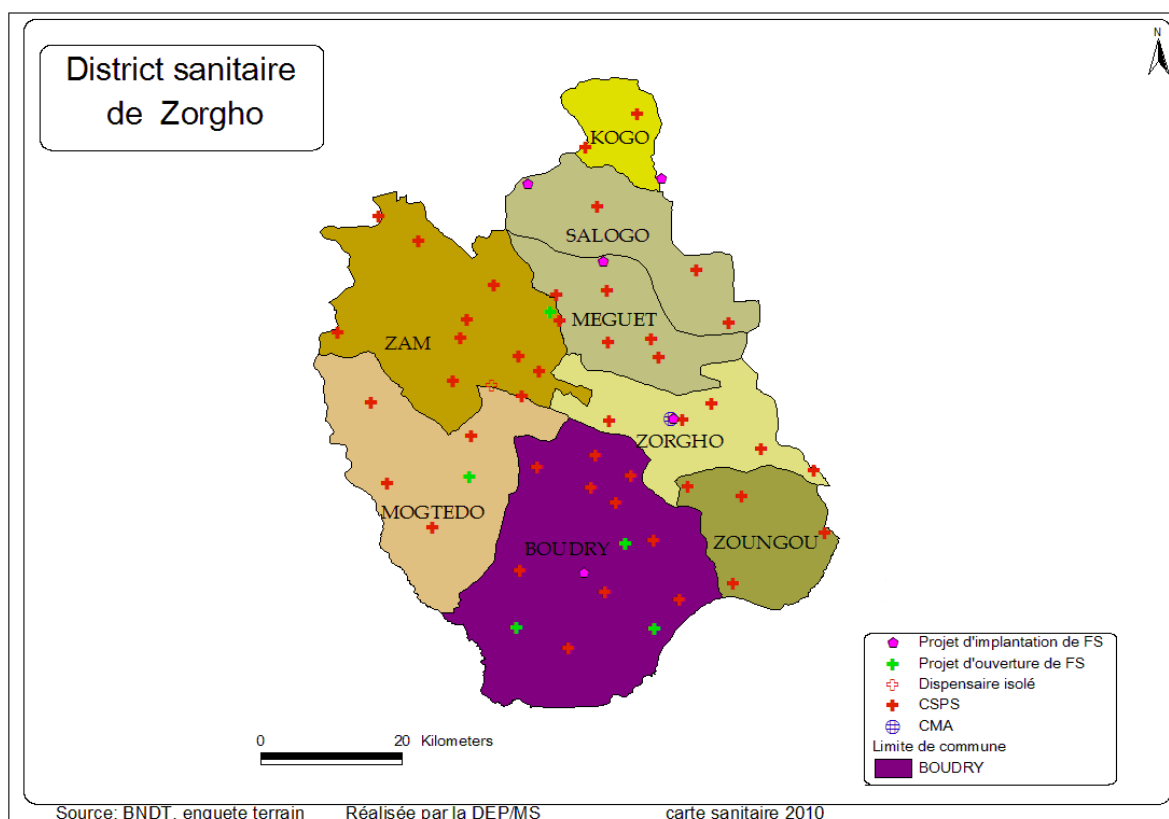 District sanitaire
de Zorgho
N
KOGO
SALOGO
MEGUET
ZAM
ZORGHO
MOGTEDO
BOUDRY
ZOUNGOU
Projet d'implantation de FS
Projet d'ouverture de FS
Dispensaire isolé
CSPS
CMA
Limite de commune
BOUDRY
0 20 Kilometers
Source: BNDT, enquete terrain Réalisée par la DEP/MS carte sanitaire 2010